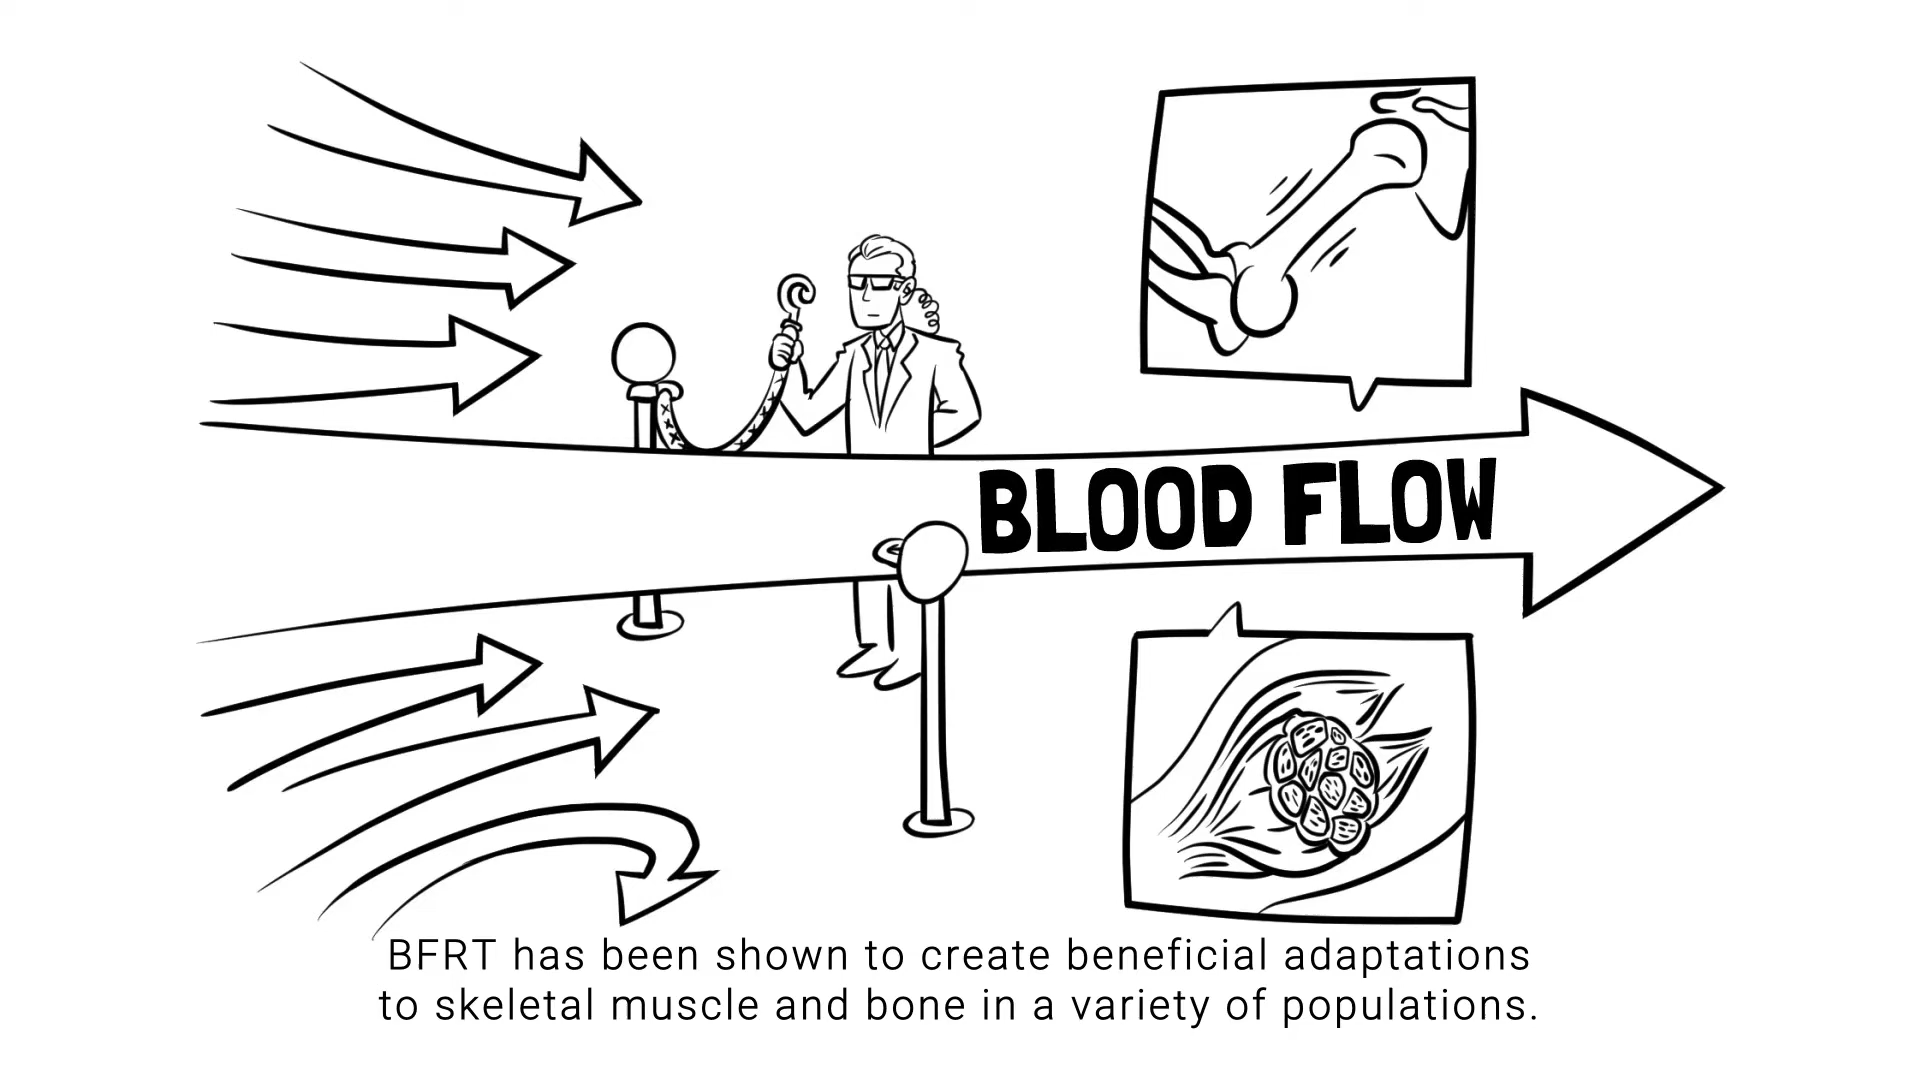 BLOOD FLOW
BFRT has been shown to create beneficial adaptations
to skeletal muscle and bone in a variety of populations.